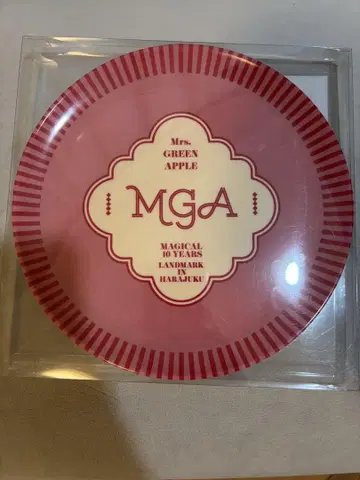 Mrs.
GREEN
APPLE
MGA
MAGICAL
10 YEARS
LANDMARK
IN
HARAJUKU